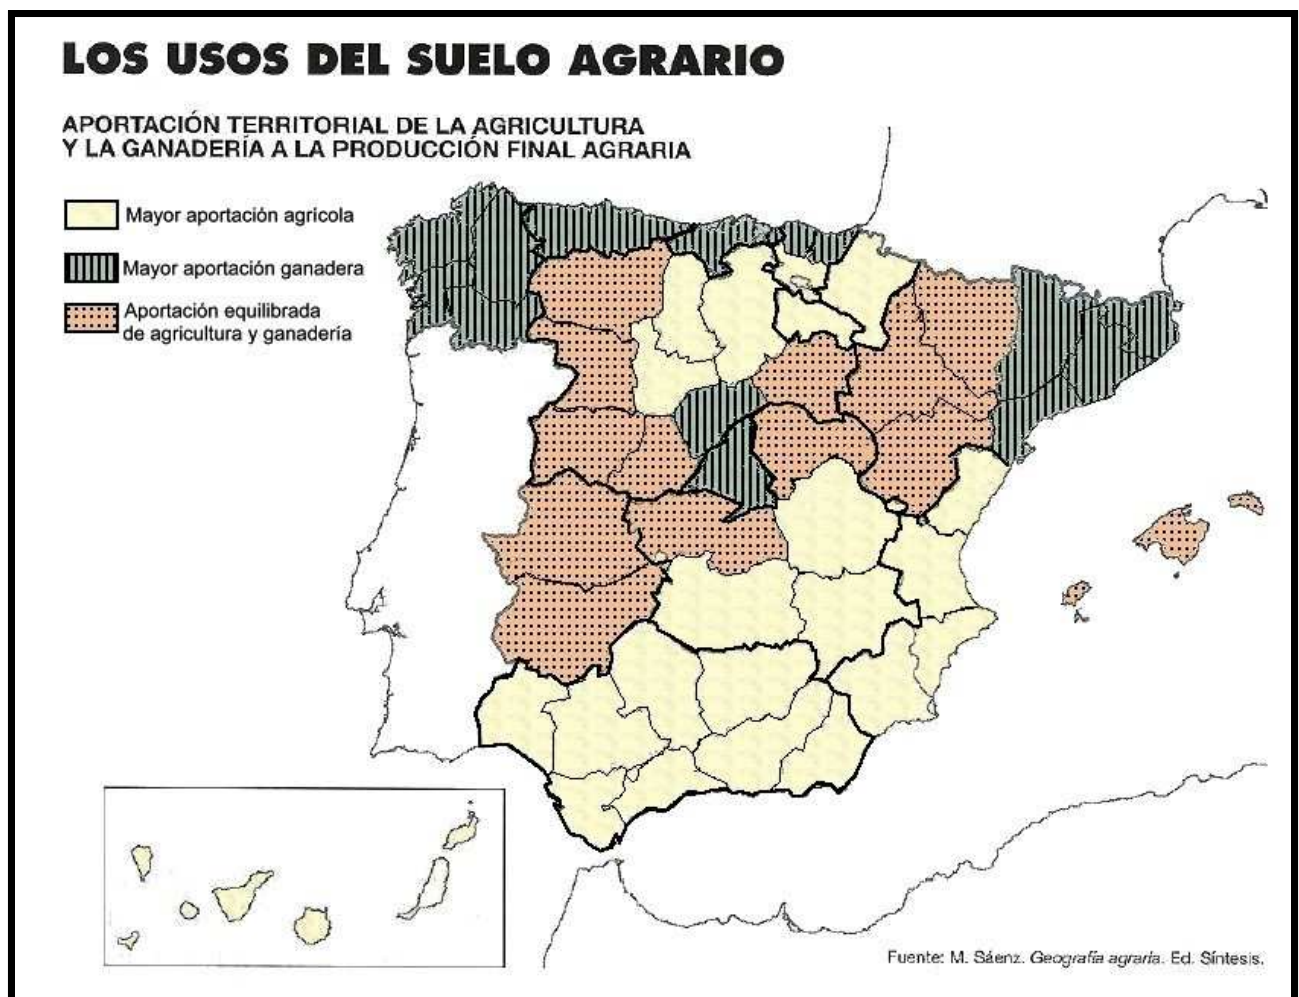 LOS USOS DEL SUELO AGRARIO
APORTACIÓN TERRITORIAL DE LA AGRICULTURA
Y LA GANADERÍA A LA PRODUCCIÓN FINAL AGRARIA
Mayor aportación agrícola
Mayor aportación ganadera
Aportación equilibrada
de agricultura y ganadería
Fuente: M. Sáenz. Geografía agraria. Ed. Síntesis.